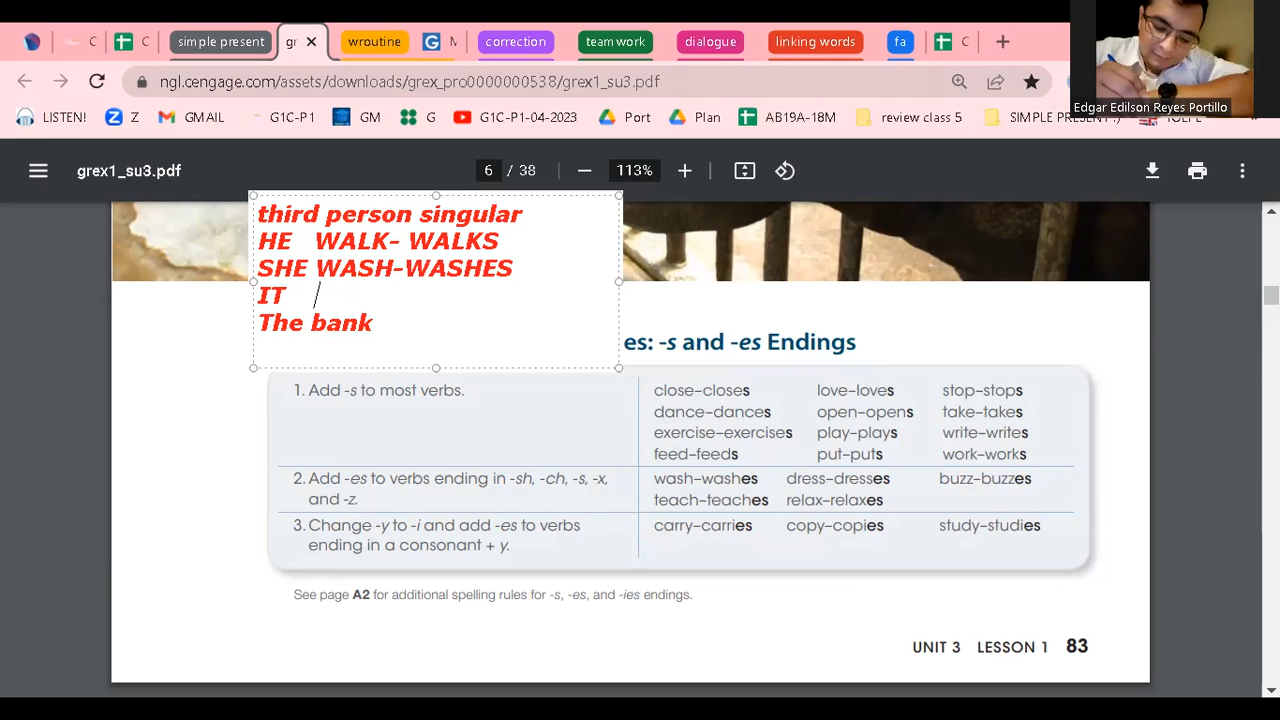 C
C
simple present
gr
wroutine
M
correction
team work
dialogue
linking words
fa
C
ngl.cengage.com/assets/downloads/grex_pro0000000538/grex1_su3.pdf
Edgar Edilson Reyes Portillo
LISTEN!
Z
GMAIL
G1C-P1
GM
G
G1C-P1-04-2023
Port
Plan
AB19A-18M
review class 5
SIMPLE PRESENT :)
grex1_su3.pdf
6 / 38
113%
third person singular
HE WALK- WALKS
SHE WASH-WASHES
IT
The bank
es: -s and -es Endings
1. Add -s to most verbs.
close–closes love–loves stop–stops
dance–dances open–opens take–takes
exercise–exercises play–plays write–writes
feed–feeds put–puts work–works
2. Add -es to verbs ending in -sh, -ch, -s, -x,
and -z.
wash–washes dress–dresses buzz–buzzes
teach–teaches relax–relaxes
3. Change -y to -i and add -es to verbs
ending in a consonant + y.
carry–carries copy–copies study–studies
See page A2 for additional spelling rules for -s, -es, and -ies endings.
UNIT 3 LESSON 1 83